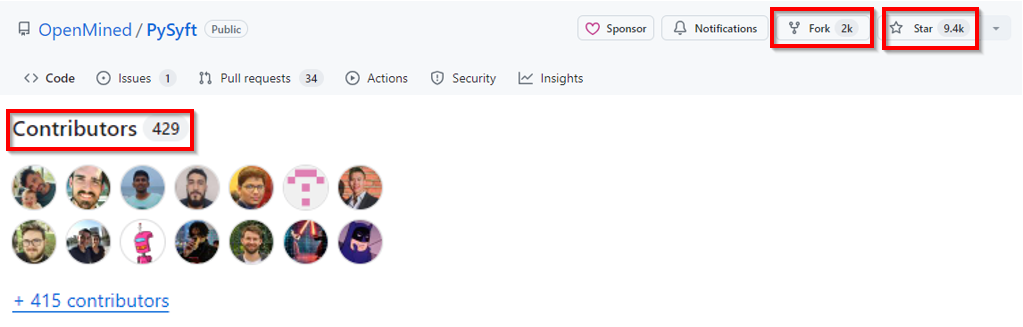 OpenMined / PySyft Public Sponsor Notifications Fork 2k Star 9.4k
Code Issues 1 Pull requests 34 Actions Security Insights
Contributors 429
+ 415 contributors